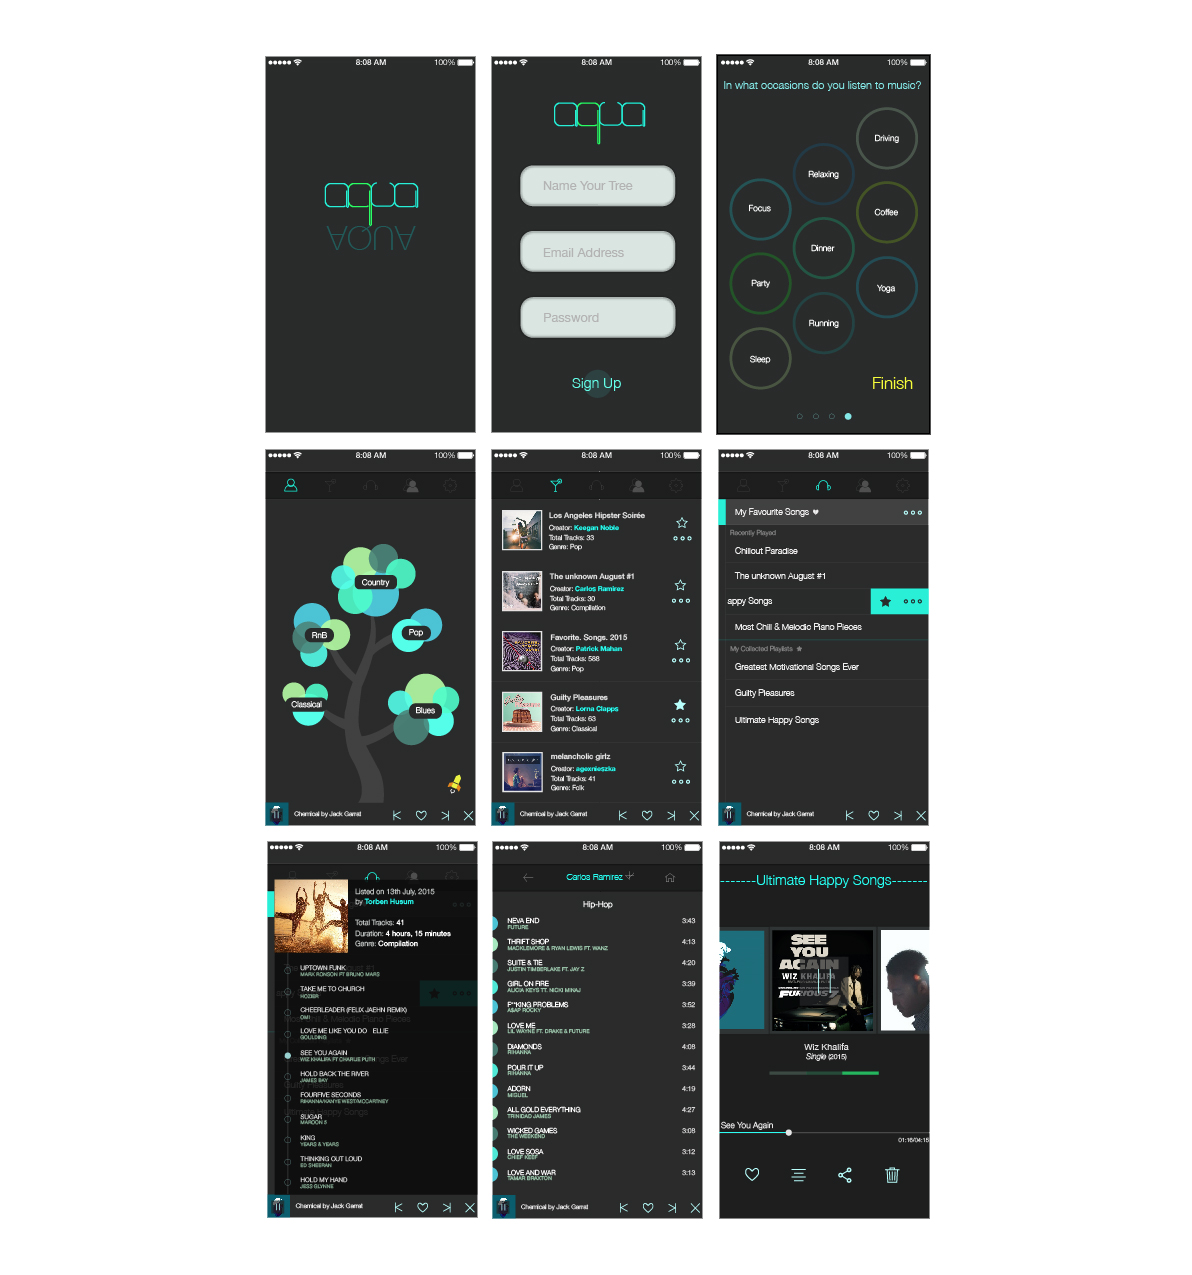 8:08 AM 100%
aqua
AQUA
8:08 AM 100%
aqua
Name Your Tree
Email Address
Password
Sign Up
8:08 AM 100%
In what occasions do you listen to music?
Driving
Relaxing
Focus
Coffee
Dinner
Party
Yoga
Running
Sleep
Finish
8:08 AM 100%
Country
RnB
Pop
Classical
Blues
Chemical by Jack Garrat
8:08 AM 100%
Los Angeles Hipster Soirée
Creator: Keegan Noble
Total Tracks: 33
Genre: Pop
The unknown August #1
Creator: Carlos Ramirez
Total Tracks: 30
Genre: Compilation
Favorite. Songs. 2015
Creator: Patrick Mahan
Total Tracks: 588
Genre: Pop
Guilty Pleasures
Creator: Lorna Clapps
Total Tracks: 63
Genre: Classical
melancholic girlz
Creator: agexnieszka
Total Tracks: 41
Genre: Folk
Chemical by Jack Garrat
8:08 AM 100%
My Favourite Songs
Recently Played
Chillout Paradise
The unknown August #1
appy Songs
Most Chill & Melodic Piano Pieces
My Collected Playlists
Greatest Motivational Songs Ever
Guilty Pleasures
Ultimate Happy Songs
Chemical by Jack Garrat
8:08 AM 100%
Listed on 13th July, 2015
by Torben Husum
Total Tracks: 41
Duration: 4 hours, 15 minutes
Genre: Compilation
UPTOWN FUNK
MARK RONSON FT BRUNO MARS
TAKE ME TO CHURCH
HOZIER
CHEERLEADER (FELIX JAEHN REMIX)
OMI
LOVE ME LIKE YOU DO ELLIE
GOULDING
SEE YOU AGAIN
WIZ KHALIFA FT CHARLIE PUTH
HOLD BACK THE RIVER
JAMES BAY
FOURFIVE SECONDS
RIHANNA/KANYE WEST/MCCARTNEY
SUGAR
MAROON 5
KING
YEARS & YEARS
THINKING OUT LOUD
ED SHEERAN
HOLD MY HAND
JESS GLYNNE
Chemical by Jack Garrat
8:08 AM 100%
Carlos Ramirez
Hip-Hop
NEVA END 3:43
FUTURE
THRIFT SHOP 4:13
MACKLEMORE & RYAN LEWIS FT. WANZ
SUITE & TIE 4:20
JUSTIN TIMBERLAKE FT. JAY Z
GIRL ON FIRE 3:39
ALICIA KEYS FT. NICKI MINAJ
F**KING PROBLEMS 3:52
A$AP ROCKY
LOVE ME 3:28
LIL WAYNE FT. DRAKE & FUTURE
DIAMONDS 4:08
RIHANNA
POUR IT UP 3:44
RIHANNA
ADORN 4:19
MIGUEL
ALL GOLD EVERYTHING 4:27
TRINIDAD JAMES
WICKED GAMES 3:08
THE WEEKEND
LOVE SOSA 3:12
CHIEF KEEF
LOVE AND WAR 3:13
TAMAR BRAXTON
Chemical by Jack Garrat
8:08 AM 100%
Ultimate Happy Songs
SEE
YOU
AGAIN
WIZ KHALIFA
FURIOUS 7
Wiz Khalifa
Single (2015)
See You Again
01:16/04:15